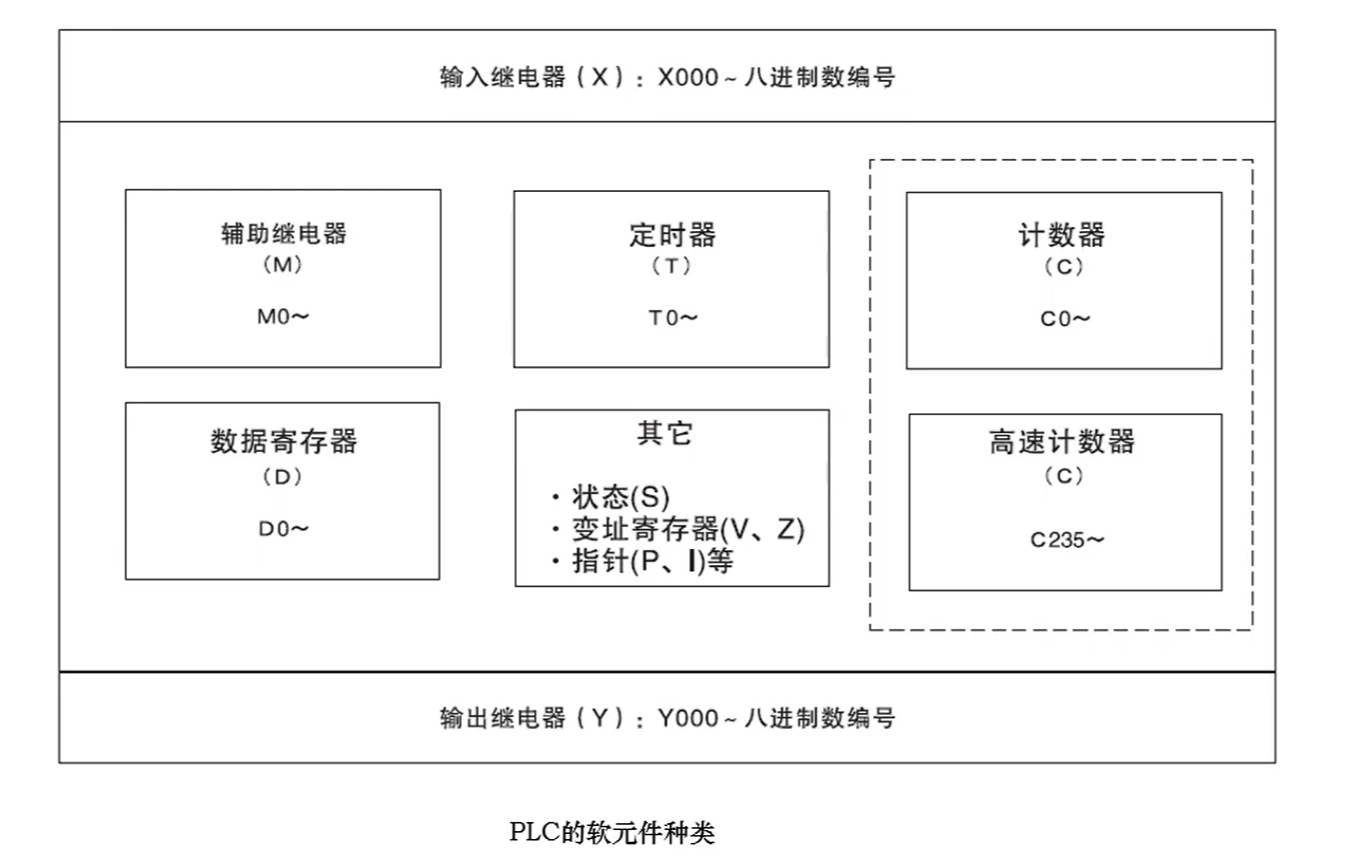 输入继电器（X）：X000～八进制数编号
辅助继电器
（M）
M0～
定时器
（T）
T0～
计数器
（C）
C0～
数据寄存器
（D）
D0～
其它
·状态(S)
·变址寄存器(V、Z)
·指针(P、I)等
高速计数器
（C）
C235～
输出继电器（Y）：Y000～八进制数编号
PLC的软元件种类